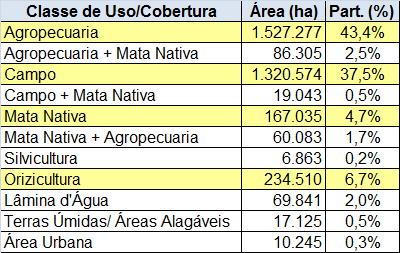 Classe de Uso/Cobertura Área (ha) Part. (%)
Agropecuaria 1.527.277 43,4%
Agropecuaria + Mata Nativa 86.305 2,5%
Campo 1.320.574 37,5%
Campo + Mata Nativa 19.043 0,5%
Mata Nativa 167.035 4,7%
Mata Nativa + Agropecuaria 60.083 1,7%
Silvicultura 6.863 0,2%
Orizicultura 234.510 6,7%
Lâmina d'Água 69.841 2,0%
Terras Úmidas/ Áreas Alagáveis 17.125 0,5%
Área Urbana 10.245 0,3%